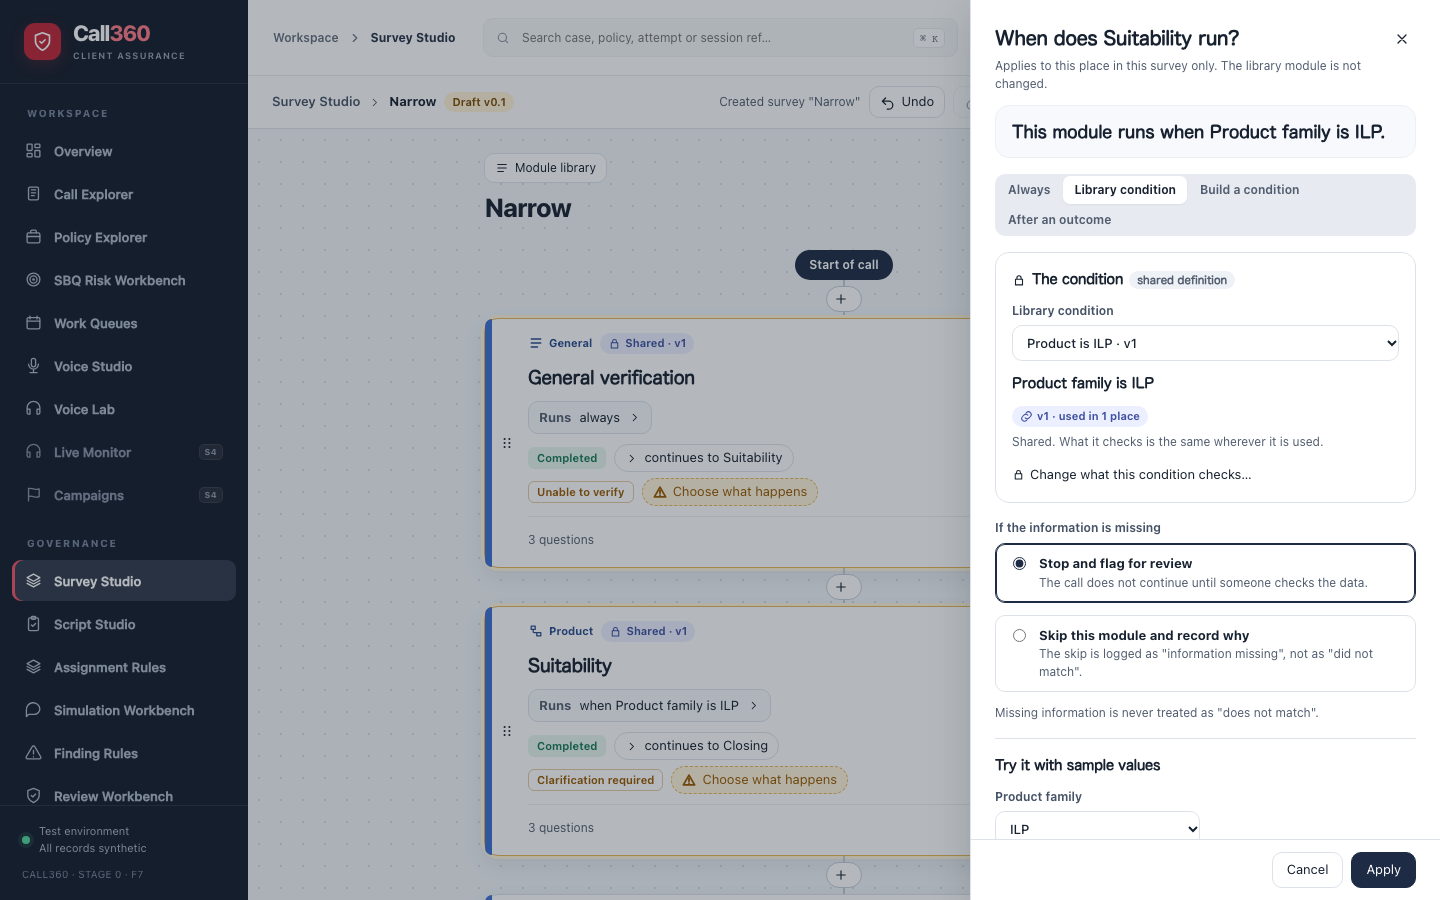 Call360
CLIENT ASSURANCE
WORKSPACE
Overview
Call Explorer
Policy Explorer
SBQ Risk Workbench
Work Queues
Voice Studio
Voice Lab
Live Monitor S4
Campaigns S4
GOVERNANCE
Survey Studio
Script Studio
Assignment Rules
Simulation Workbench
Finding Rules
Review Workbench
Test environment
All records synthetic
CALL360 · STAGE 0 · F7
Workspace > Survey Studio
Search case, policy, attempt or session ref... ⌘ K
Survey Studio > Narrow Draft v0.1
Created survey "Narrow" Undo
Module library
Narrow
Start of call
+
General Shared · v1
General verification
Runs always >
Completed > continues to Suitability
Unable to verify Choose what happens
3 questions
+
Product Shared · v1
Suitability
Runs when Product family is ILP >
Completed > continues to Closing
Clarification required Choose what happens
3 questions
+
When does Suitability run?
Applies to this place in this survey only. The library module is not
changed.
This module runs when Product family is ILP.
Always Library condition Build a condition
After an outcome
The condition shared definition
Library condition
Product is ILP · v1
Product family is ILP
v1 · used in 1 place
Shared. What it checks is the same wherever it is used.
Change what this condition checks...
If the information is missing
Stop and flag for review
The call does not continue until someone checks the data.
Skip this module and record why
The skip is logged as "information missing", not as "did not
match".
Missing information is never treated as "does not match".
Try it with sample values
Product family
ILP
Cancel Apply